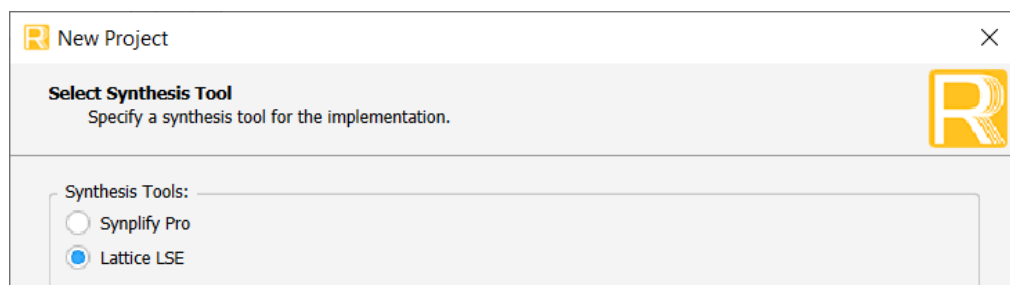 New Project
Select Synthesis Tool
Specify a synthesis tool for the implementation.
Synthesis Tools:
Synplify Pro
Lattice LSE